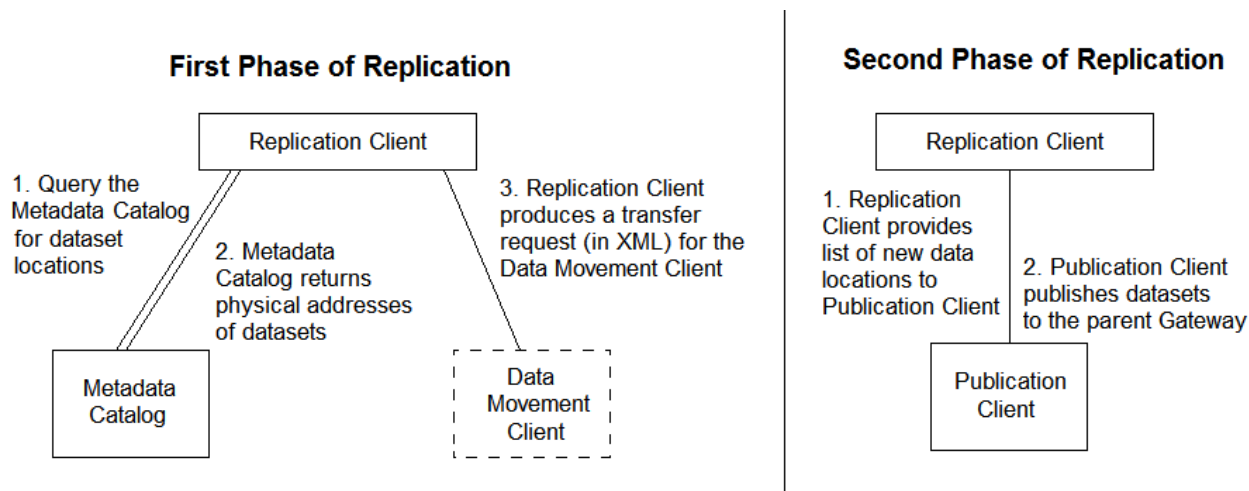 First Phase of Replication
Replication Client
1. Query the
Metadata Catalog
for dataset
locations
2. Metadata
Catalog returns
physical addresses
of datasets
3. Replication Client
produces a transfer
request (in XML) for the
Data Movement Client
Metadata
Catalog
Data
Movement
Client
Second Phase of Replication
Replication Client
1. Replication
Client provides
list of new data
locations to
Publication Client
2. Publication Client
publishes datasets
to the parent Gateway
Publication
Client